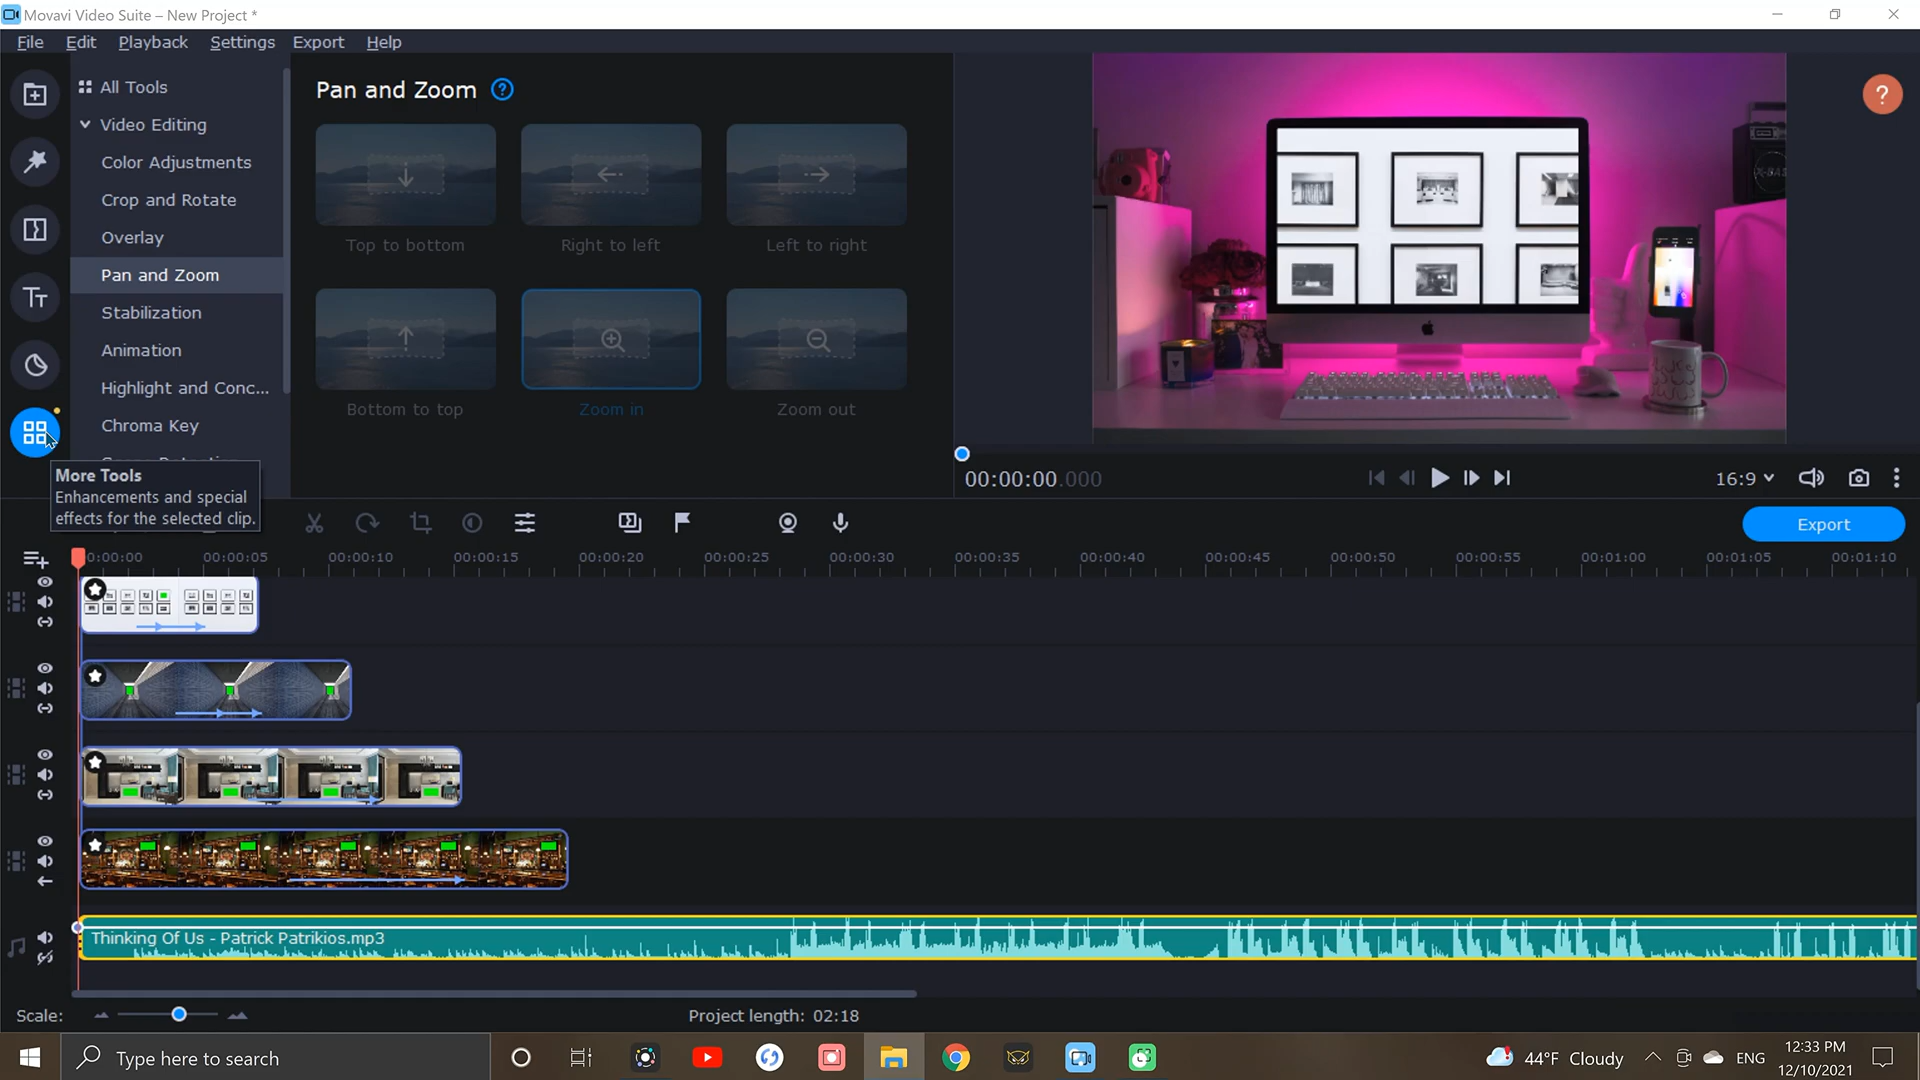 Movavi Video Suite – New Project *
File Edit Playback Settings Export Help
All Tools
Video Editing
Color Adjustments
Crop and Rotate
Overlay
Pan and Zoom
Stabilization
Animation
Highlight and Conc...
Chroma Key
More Tools
Enhancements and special
effects for the selected clip.
Pan and Zoom ?
Top to bottom Right to left Left to right
Bottom to top Zoom in Zoom out
?
00:00:00.000
16:9
Export
00:00:00 00:00:05 00:00:10 00:00:15 00:00:20 00:00:25 00:00:30 00:00:35 00:00:40 00:00:45 00:00:50 00:00:55 00:01:00 00:01:05 00:01:10
Thinking Of Us - Patrick Patrikios.mp3
Scale:
Project length: 02:18
Type here to search
44°F Cloudy
ENG
12:33 PM
12/10/2021